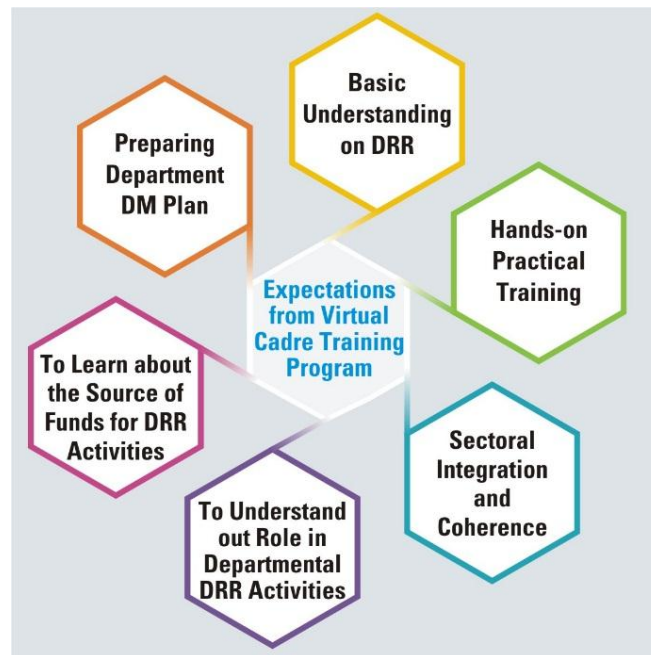 Basic
Understanding
on DRR
Preparing
Department
DM Plan
Hands-on
Practical
Training
Expectations
from Virtual
Cadre Training
Program
To Learn about
the Source of
Funds for DRR
Activities
Sectoral
Integration
and
Coherence
To Understand
out Role in
Departmental
DRR Activities